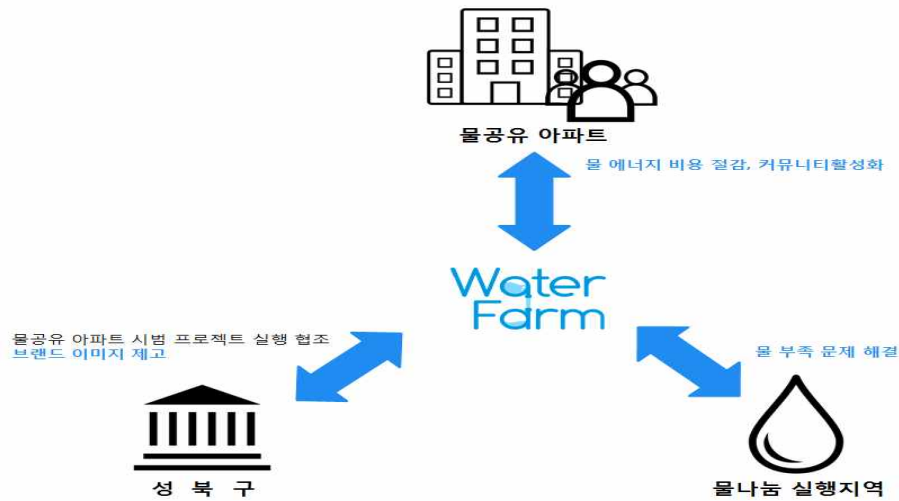 물공유 아파트
물 에너지 비용 절감, 커뮤니티활성화
Water
Farm
물공유 아파트 시범 프로젝트 실행 협조
브랜드 이미지 제고
물 부족 문제 해결
성 북 구
물나눔 실행지역